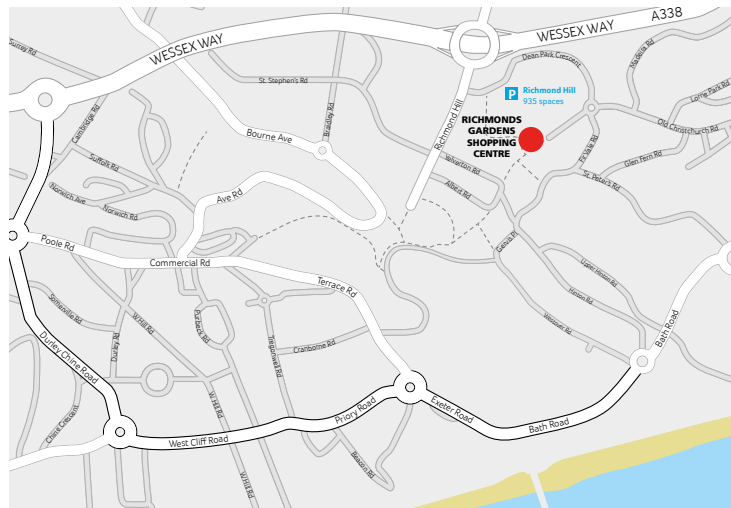 A338
WESSEX WAY
WESSEX WAY
Surrey Rd
St. Stephen's Rd
Dean Park Crescent
Madeira Rd
P
Richmond Hill
935 spaces
Lorne Park Rd
Cambridge Rd
Braidley Rd
Richmond Hill
RICHMONDS
GARDENS
SHOPPING
CENTRE
Old Christchurch Rd
Bourne Ave
Fir Vale Rd
Suffolk Rd
Yelverton Rd
Glen Fern Rd
Norwich Ave
Ave Rd
Albert Rd
St. Peter's Rd
Norwich Rd
Poole Rd
Gervis Pl
Commercial Rd
Upper Hinton Rd
Terrace Rd
Hinton Rd
Somerville Rd
W.Hill Rd
Purbeck Rd
Westover Rd
Bath Road
Durley Rd
Tregonwell Rd
Cranborne Rd
Durley Chine Road
W.Hill Rd
Chine Crescent
Priory Road
Exeter Road
Bath Road
West Cliff Road
Beacon Rd
W.Hill Rd